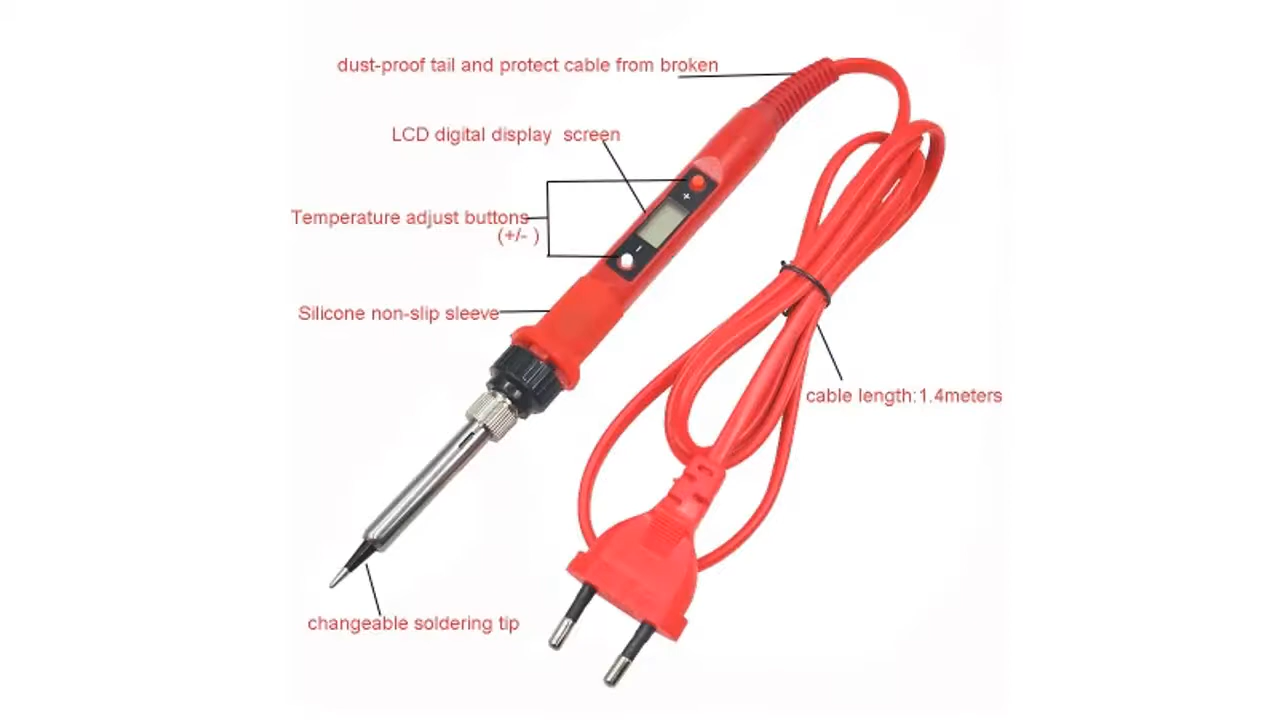 dust-proof tail and protect cable from broken
LCD digital display screen
+
Temperature adjust buttons
(+/- )
-
Silicone non-slip sleeve
cable length:1.4meters
changeable soldering tip